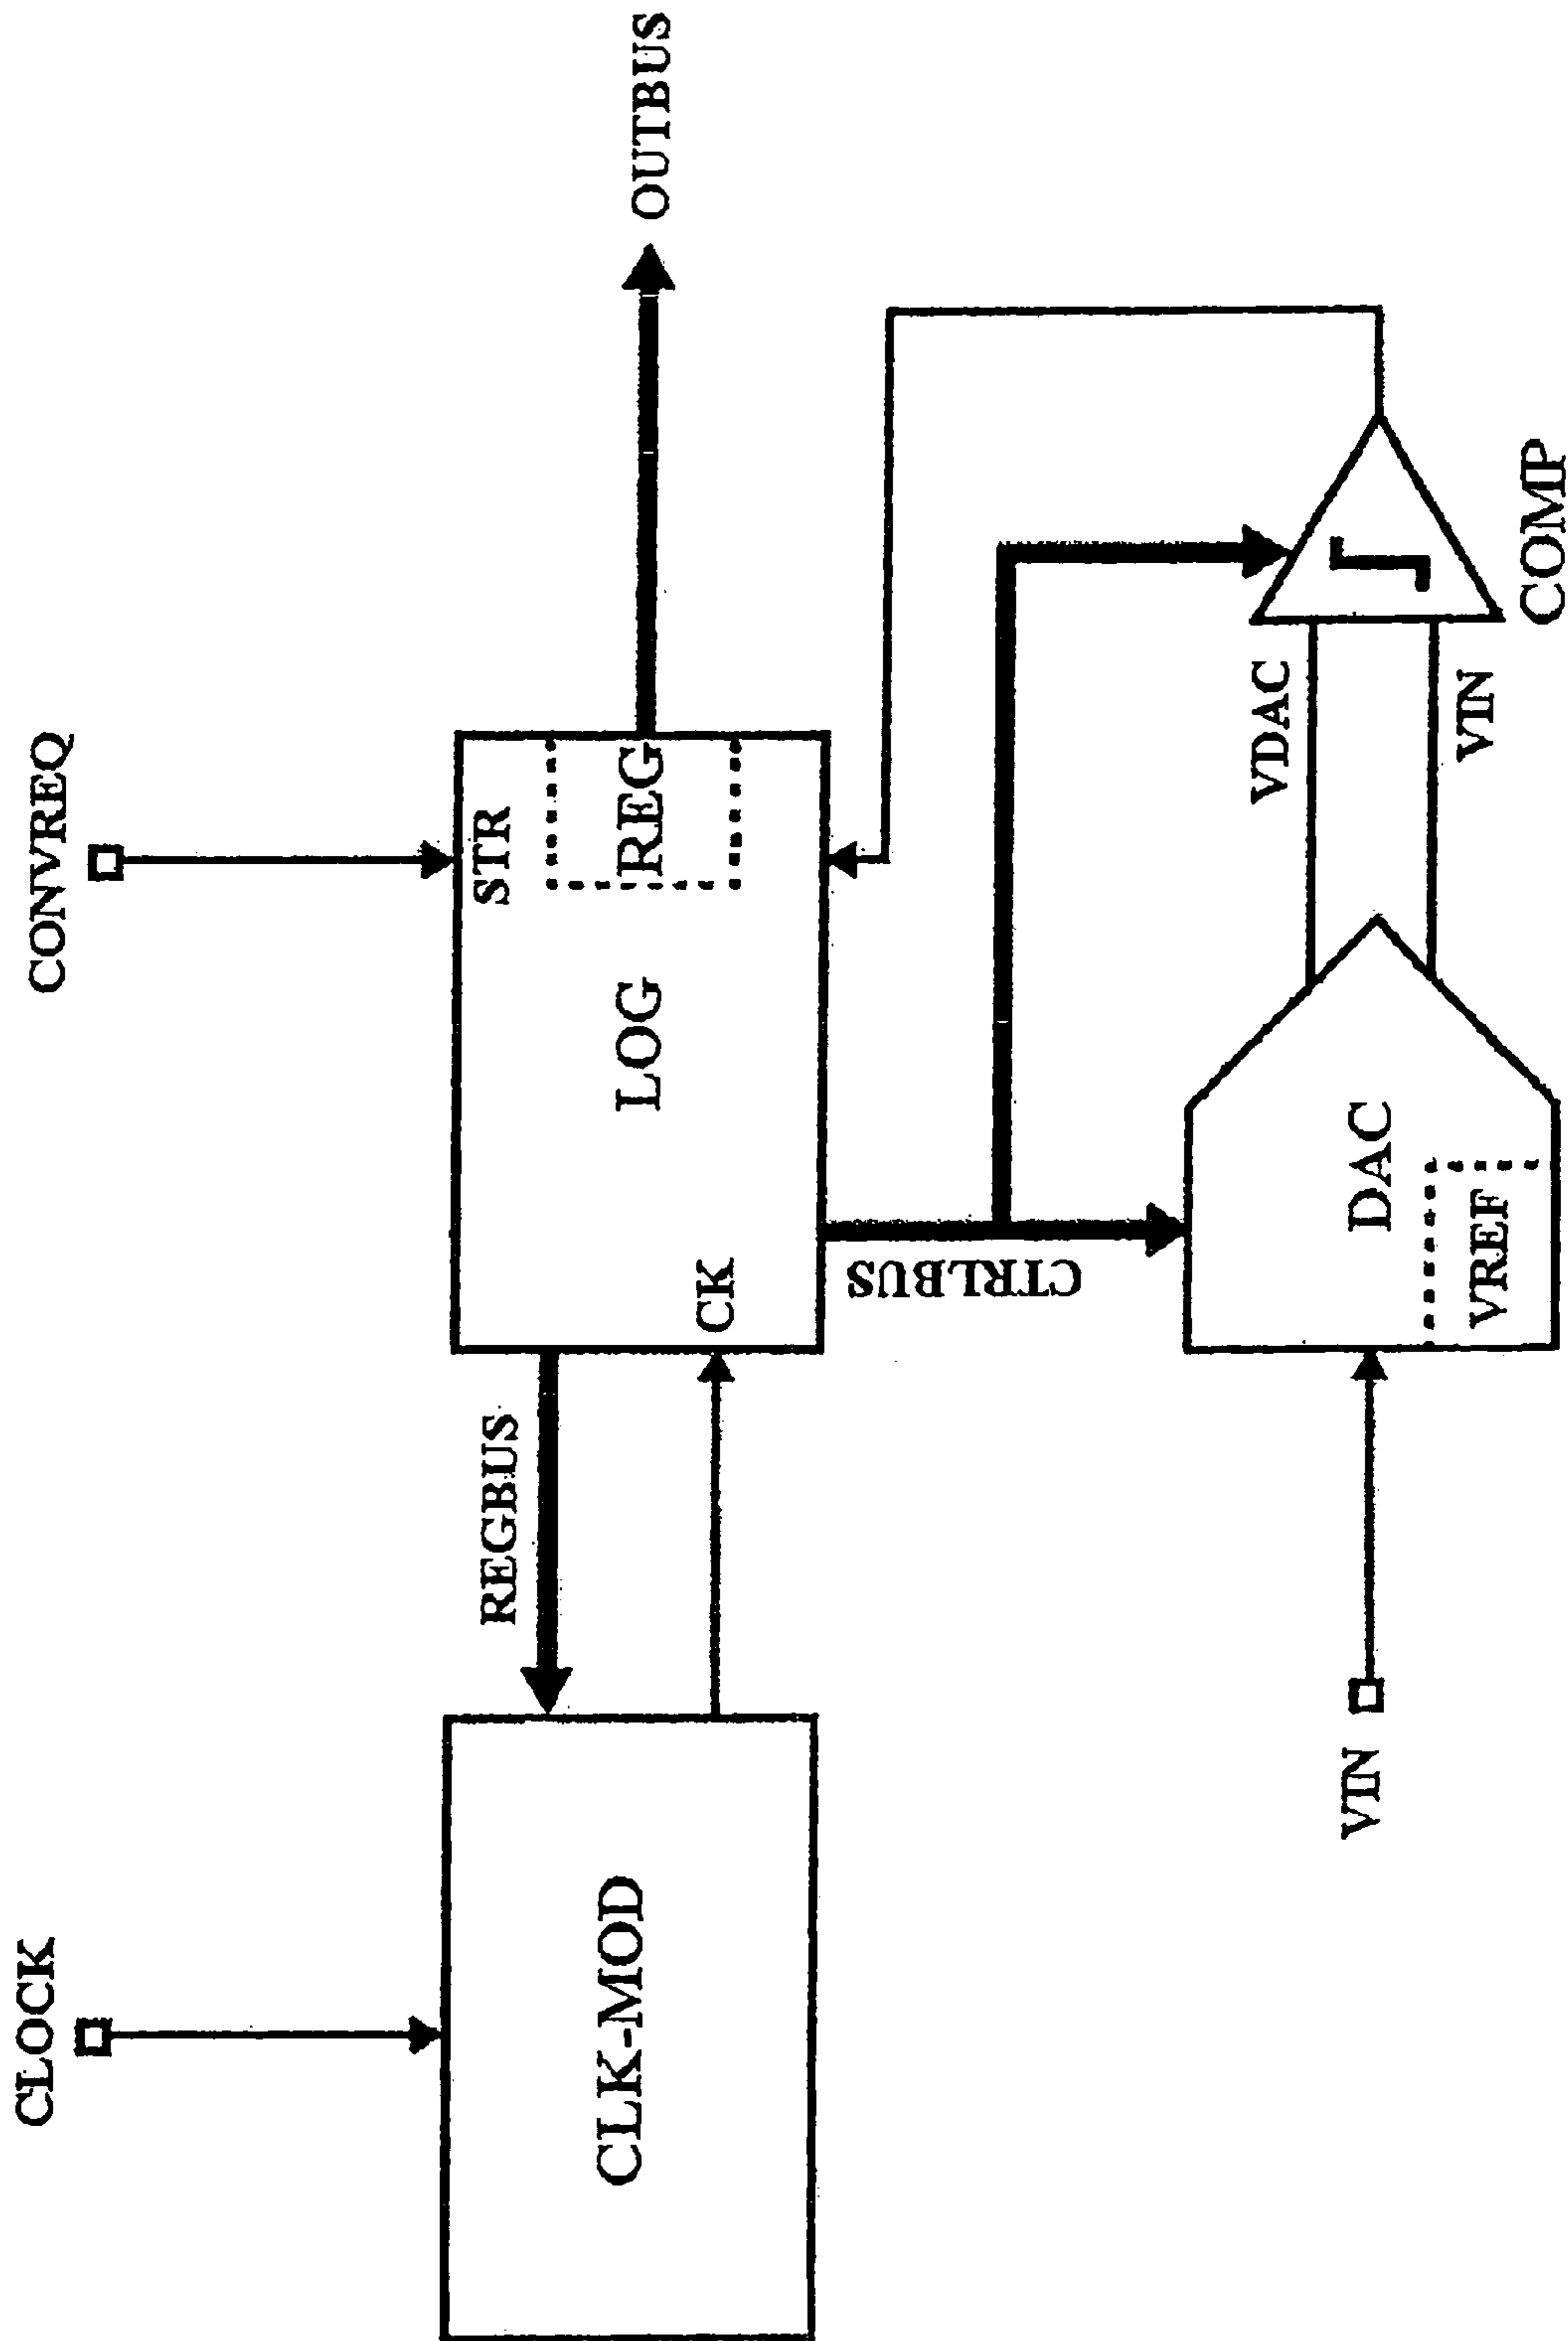 CLOCK
CONVREQ
CLK-MOD
REGBUS
CK
LOG
STR
REG
OUTBUS
CTRLBUS
VIN
DAC
VREF
VDAC
VIN
COMP